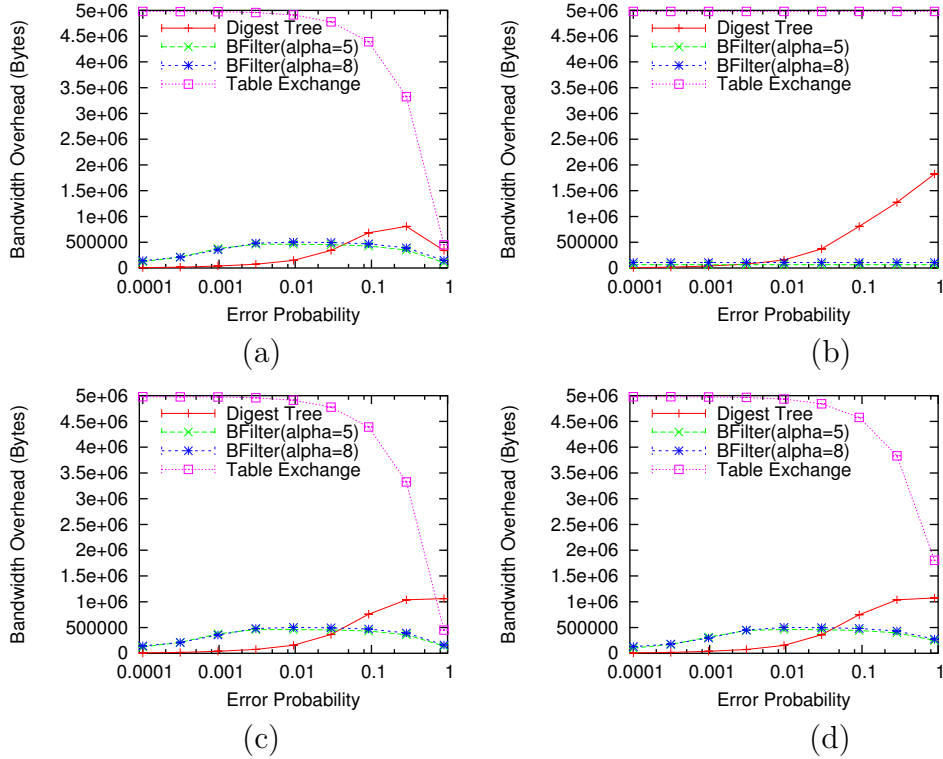 5e+06
4.5e+06
4e+06
3.5e+06
3e+06
2.5e+06
2e+06
1.5e+06
1e+06
500000
0
0.0001 0.001 0.01 0.1 1
Bandwidth Overhead (Bytes)
Error Probability
Digest Tree
BFilter(alpha=5)
BFilter(alpha=8)
Table Exchange
(a)
5e+06
4.5e+06
4e+06
3.5e+06
3e+06
2.5e+06
2e+06
1.5e+06
1e+06
500000
0
0.0001 0.001 0.01 0.1 1
Bandwidth Overhead (Bytes)
Error Probability
Digest Tree
BFilter(alpha=5)
BFilter(alpha=8)
Table Exchange
(b)
5e+06
4.5e+06
4e+06
3.5e+06
3e+06
2.5e+06
2e+06
1.5e+06
1e+06
500000
0
0.0001 0.001 0.01 0.1 1
Bandwidth Overhead (Bytes)
Error Probability
Digest Tree
BFilter(alpha=5)
BFilter(alpha=8)
Table Exchange
(c)
5e+06
4.5e+06
4e+06
3.5e+06
3e+06
2.5e+06
2e+06
1.5e+06
1e+06
500000
0
0.0001 0.001 0.01 0.1 1
Bandwidth Overhead (Bytes)
Error Probability
Digest Tree
BFilter(alpha=5)
BFilter(alpha=8)
Table Exchange
(d)